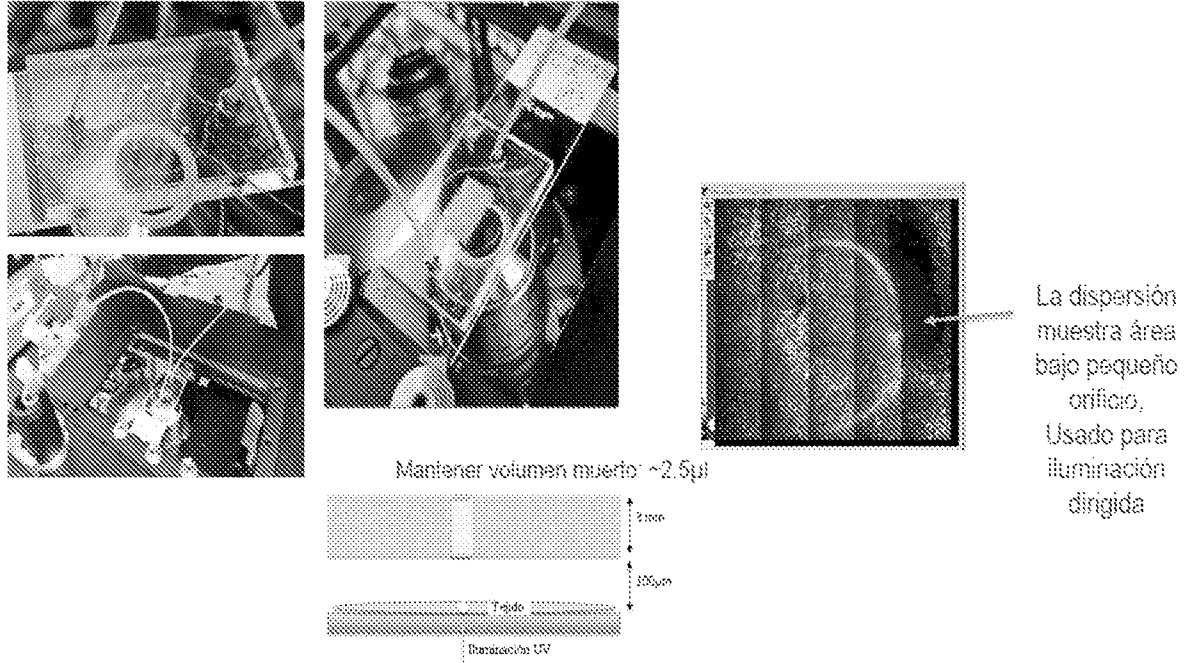 La dispersión
muestra área
bajo pequeño
orificio,
Usado para
iluminación
dirigida
Mantener volumen muerto: ~2.5µl
100µm
Tejido
Iluminación UV